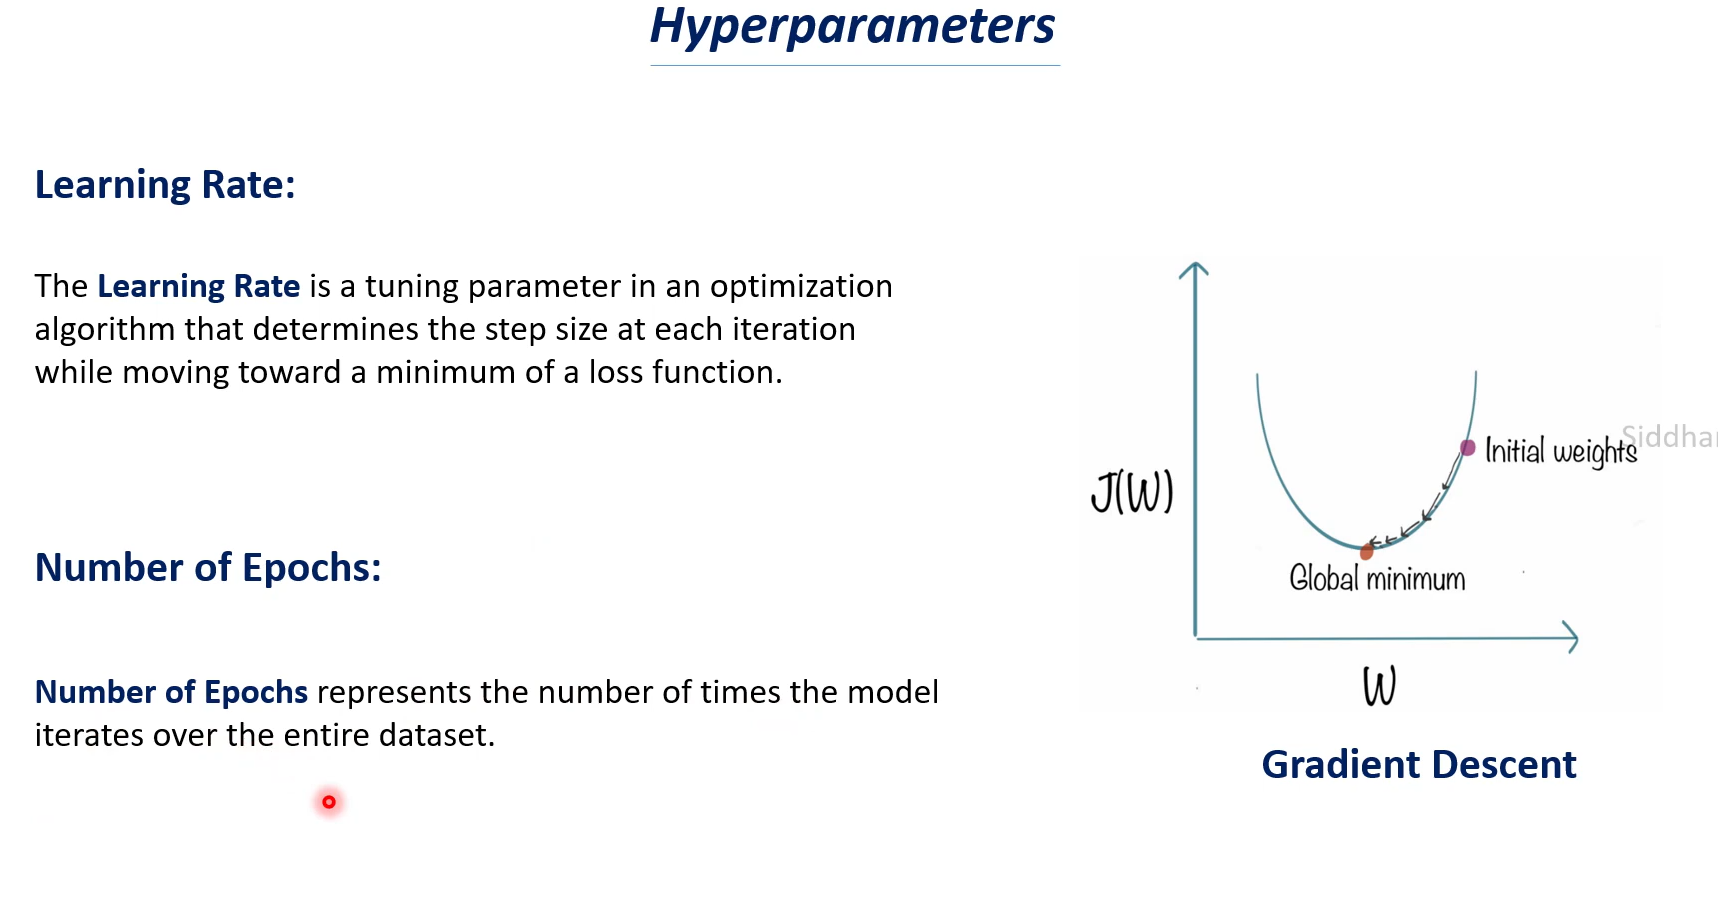 Hyperparameters
Learning Rate:
The Learning Rate is a tuning parameter in an optimization
algorithm that determines the step size at each iteration
while moving toward a minimum of a loss function.
Number of Epochs:
Number of Epochs represents the number of times the model
iterates over the entire dataset.
J(W)
Initial weights
Siddhar
Global minimum
W
Gradient Descent